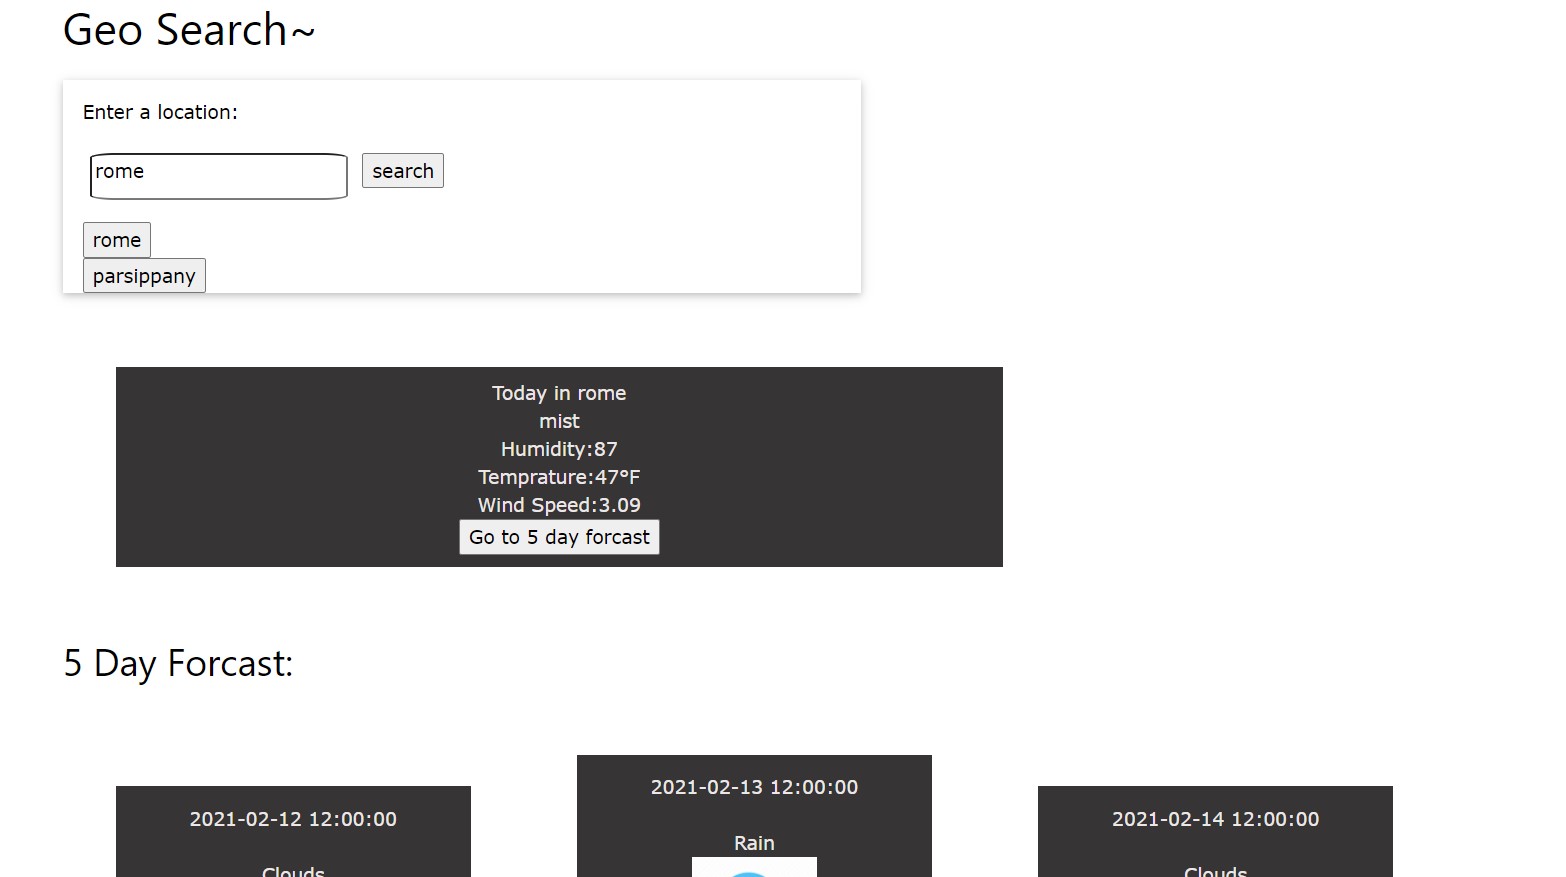 Geo Search~
Enter a location:
rome
search
rome
parsippany
Today in rome
mist
Humidity:87
Temprature:47°F
Wind Speed:3.09
Go to 5 day forcast
5 Day Forcast:
2021-02-12 12:00:00
Clouds
2021-02-13 12:00:00
Rain
2021-02-14 12:00:00
Clouds